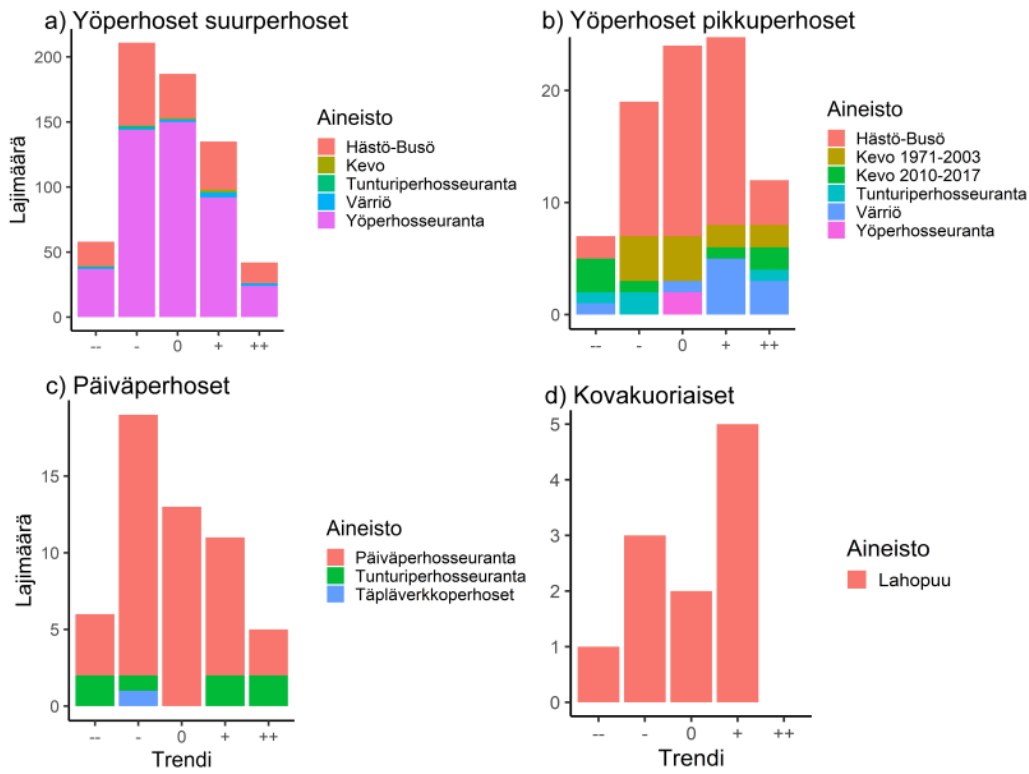 a) Yöperhoset suurperhoset
200
150
100
50
0
Lajimäärä
--
-
0
+
++
Aineisto
Hästö-Busö
Kevo
Tunturiperhosseuranta
Värriö
Yöperhosseuranta
b) Yöperhoset pikkuperhoset
20
10
0
--
-
0
+
++
Aineisto
Hästö-Busö
Kevo 1971-2003
Kevo 2010-2017
Tunturiperhosseuranta
Värriö
Yöperhosseuranta
c) Päiväperhoset
15
10
5
0
Lajimäärä
--
-
0
+
++
Trendi
Aineisto
Päiväperhosseuranta
Tunturiperhosseuranta
Täpläverkkoperhoset
d) Kovakuoriaiset
5
4
3
2
1
0
--
-
0
+
++
Trendi
Aineisto
Lahopuu